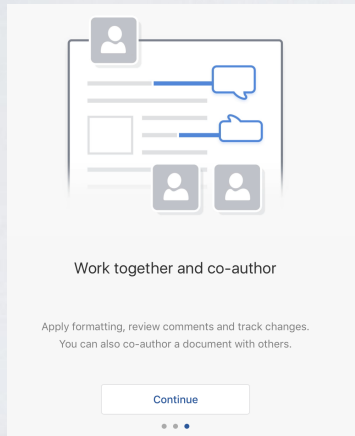 Work together and co-author
Apply formatting, review comments and track changes.
You can also co-author a document with others.
Continue